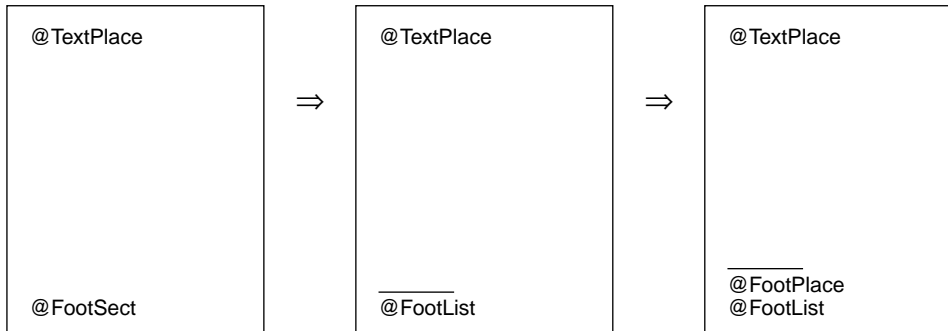 @TextPlace
@FootSect
⇒
@TextPlace
@FootList
⇒
@TextPlace
@FootPlace
@FootList